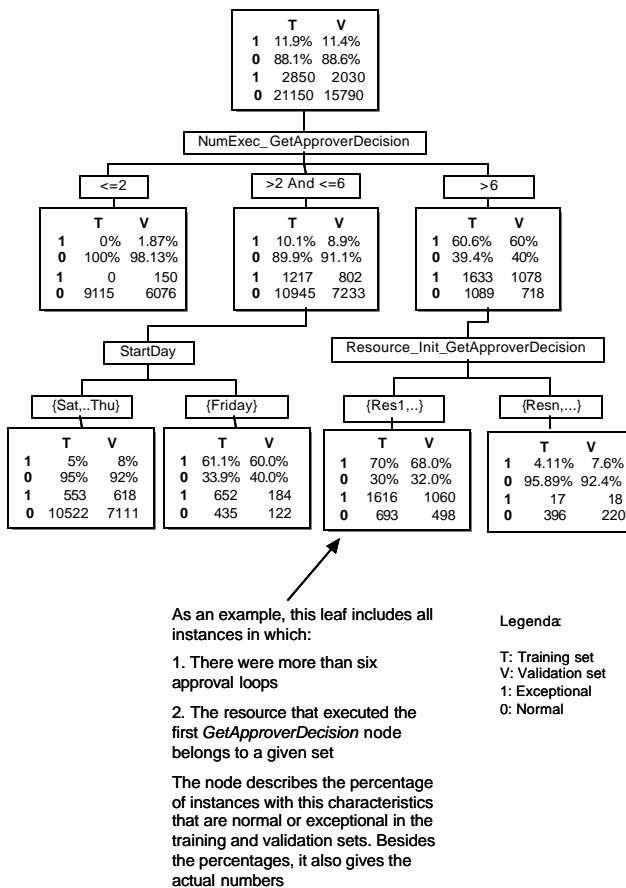 T V
1 11.9% 11.4%
0 88.1% 88.6%
1 2850 2030
0 21150 15790
NumExec_GetApproverDecision
<=2
>2 And <=6
>6
T V
1 0% 1.87%
0 100% 98.13%
1 0 150
0 9115 6076
T V
1 10.1% 8.9%
0 89.9% 91.1%
1 1217 802
0 10945 7233
T V
1 60.6% 60%
0 39.4% 40%
1 1633 1078
0 1089 718
StartDay
Resource_Init_GetApproverDecision
{Sat,..Thu}
{Friday}
{Res1,..}
{Resn,...}
T V
1 5% 8%
0 95% 92%
1 553 618
0 10522 7111
T V
1 61.1% 60.0%
0 33.9% 40.0%
1 652 184
0 435 122
T V
1 70% 68.0%
0 30% 32.0%
1 1616 1060
0 693 498
T V
1 4.11% 7.6%
0 95.89% 92.4%
1 17 18
0 396 220
As an example, this leaf includes all
instances in which:
1. There were more than six
approval loops
2. The resource that executed the
first GetApproverDecision node
belongs to a given set
The node describes the percentage
of instances with this characteristics
that are normal or exceptional in the
training and validation sets. Besides
the percentages, it also gives the
actual numbers
Legenda:
T: Training set
V: Validation set
1: Exceptional
0: Normal